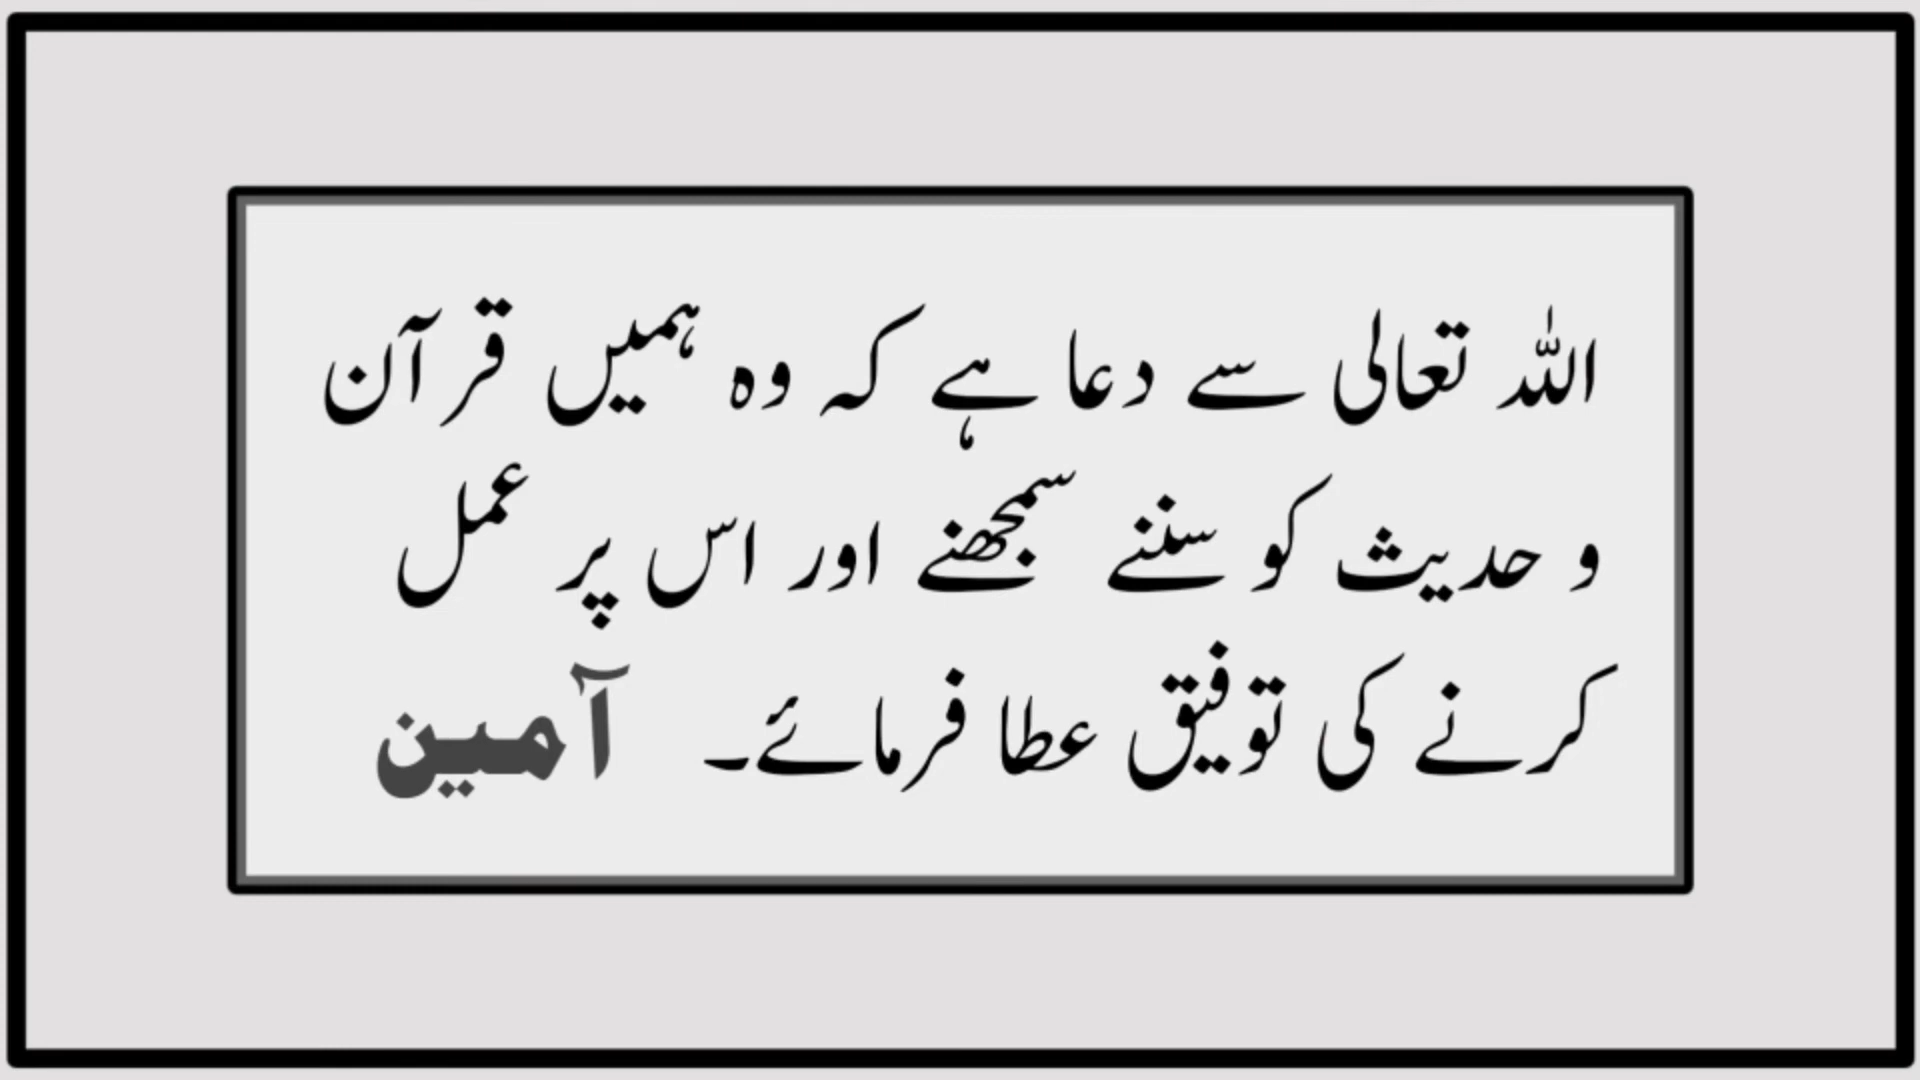 اللہ تعالی سے دعا ہے کہ وہ ہمیں قرآن
و حدیث کو سننے سمجھنے اور اس پر عمل
کرنے کی توفیق عطا فرمائے۔ آمین